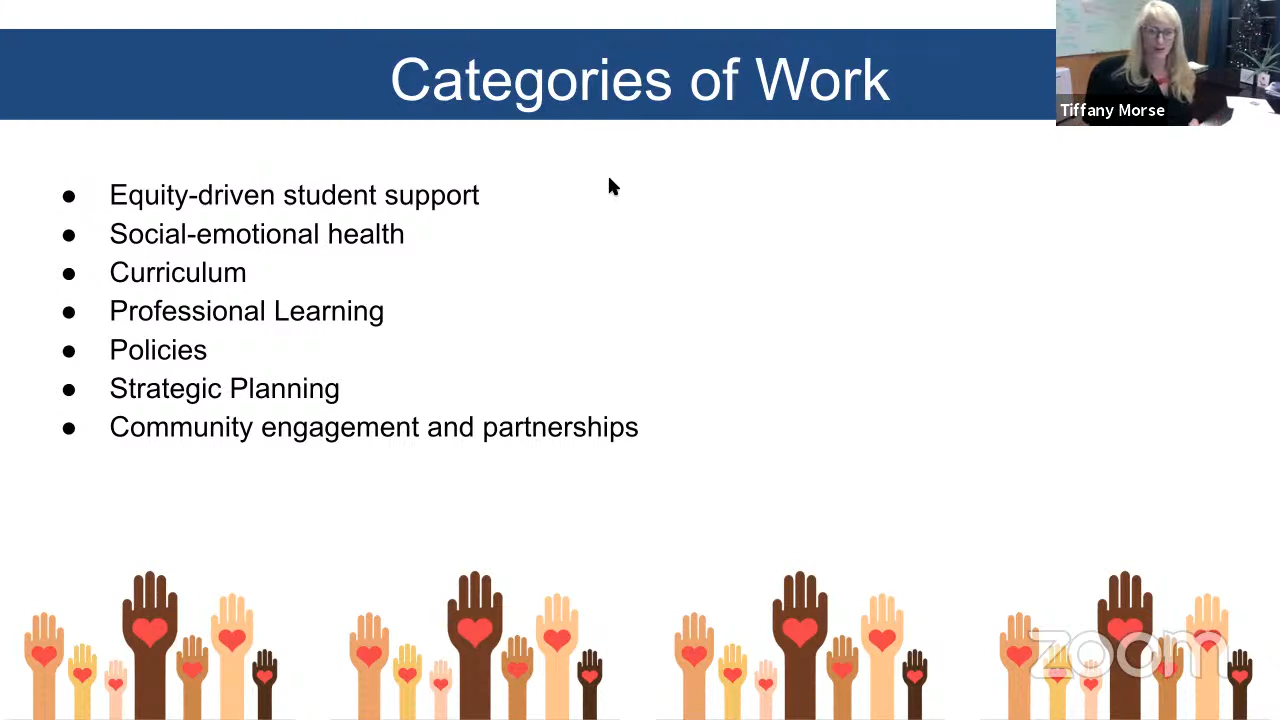 Categories of Work
Tiffany Morse
● Equity-driven student support
● Social-emotional health
● Curriculum
● Professional Learning
● Policies
● Strategic Planning
● Community engagement and partnerships
zoom